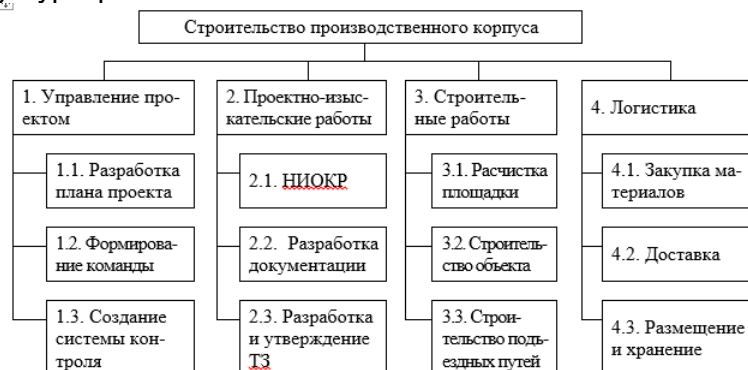 Строительство производственного корпуса
1. Управление про-
ектом
2. Проектно-изыс-
кательские работы
3. Строитель-
ные работы
4. Логистика
1.1. Разработка
плана проекта
2.1. НИОКР
3.1. Расчистка
площадки
4.1. Закупка ма-
териалов
1.2. Формирова-
ние команды
2.2. Разработка
документации
3.2. Строитель-
ство объекта
4.2. Доставка
1.3. Создание
системы кон-
троля
2.3. Разработка
и утверждение
ТЗ
3.3. Строи-
тельство подъ-
ездных путей
4.3. Размещение
и хранение